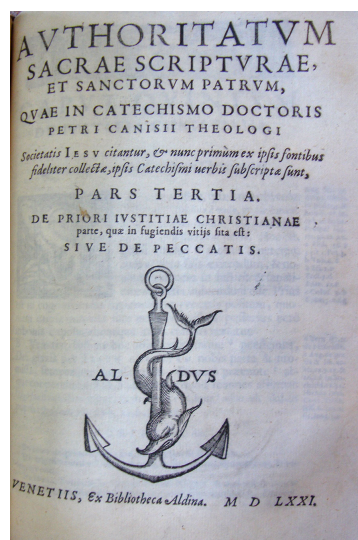 AVTHORITATVM
SACRAE SCRIPTVRAE,
ET SANCTORVM PATRVM,
QVAE IN CATECHISMO DOCTORIS
PETRI CANISII THEOLOGI
Societatis IESV citantur, & nunc primùm ex ipsis fontibus
fideliter collectæ, ipsis Catechismi uerbis subscriptæ sunt,
PARS TERTIA.
DE PRIORI IVSTITIAE CHRISTIANAE
parte, quæ in fugiendis vitijs sita est:
SIVE DE PECCATIS.
AL DVS
VENETIIS, Ex Bibliotheca Aldina. M D LXXI.